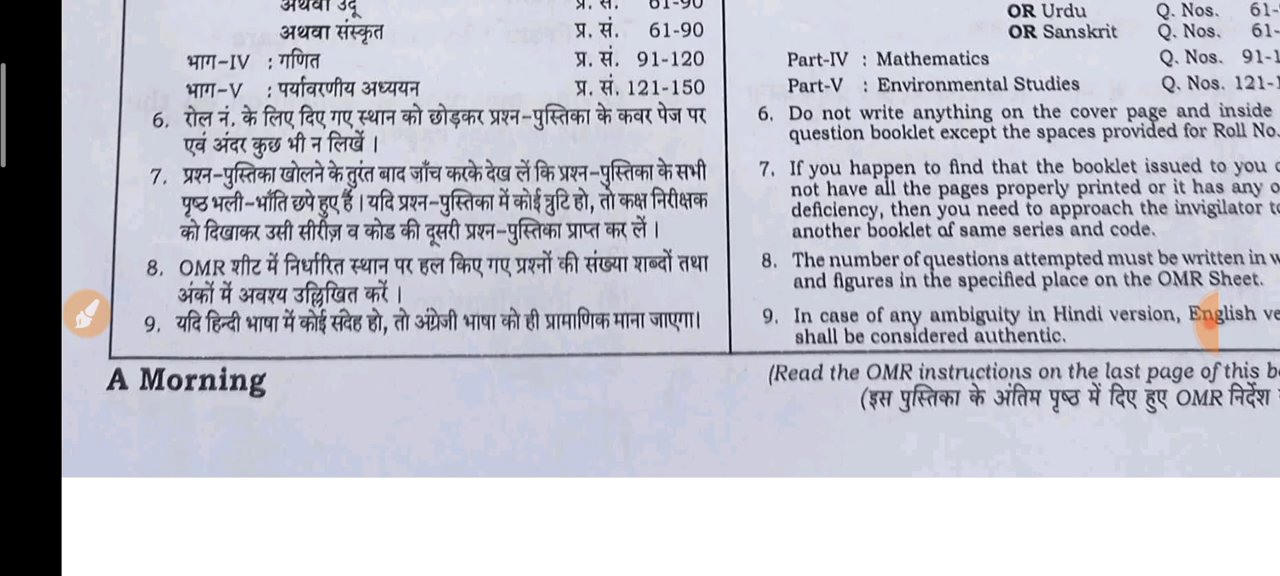 अथवा उर्दू प्र. सं. 61-90
अथवा संस्कृत प्र. सं. 61-90
भाग-IV : गणित प्र. सं. 91-120
भाग-V : पर्यावरणीय अध्ययन प्र. सं. 121-150
6. रोल नं. के लिए दिए गए स्थान को छोड़कर प्रश्न-पुस्तिका के कवर पेज पर
एवं अंदर कुछ भी न लिखें ।
7. प्रश्न-पुस्तिका खोलने के तुरंत बाद जाँच करके देख लें कि प्रश्न-पुस्तिका के सभी
पृष्ठ भली-भाँति छपे हुए हैं । यदि प्रश्न-पुस्तिका में कोई त्रुटि हो, तो कक्ष निरीक्षक
को दिखाकर उसी सीरीज़ व कोड की दूसरी प्रश्न-पुस्तिका प्राप्त कर लें ।
8. OMR शीट में निर्धारित स्थान पर हल किए गए प्रश्नों की संख्या शब्दों तथा
अंकों में अवश्य उल्लिखित करें ।
9. यदि हिन्दी भाषा में कोई संदेह हो, तो अंग्रेजी भाषा को ही प्रामाणिक माना जाएगा।
A Morning
OR Urdu Q. Nos. 61-
OR Sanskrit Q. Nos. 61-
Part-IV : Mathematics Q. Nos. 91-1
Part-V : Environmental Studies Q. Nos. 121-1
6. Do not write anything on the cover page and inside
question booklet except the spaces provided for Roll No.
7. If you happen to find that the booklet issued to you
not have all the pages properly printed or it has any
deficiency, then you need to approach the invigilator
another booklet of same series and code.
8. The number of questions attempted must be written in
and figures in the specified place on the OMR Sheet.
9. In case of any ambiguity in Hindi version, English ve
shall be considered authentic.
(Read the OMR instructions on the last page of this b
(इस पुस्तिका के अंतिम पृष्ठ में दिए हुए OMR निर्देश